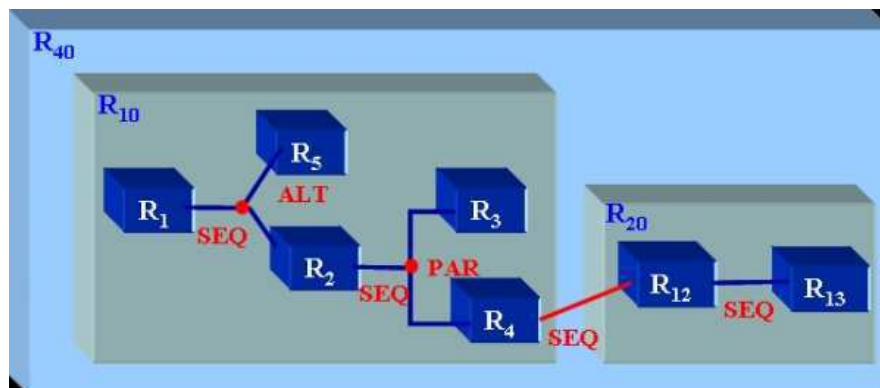 R40
R10
R5
R1
ALT
R3
R20
SEQ
R2
PAR
SEQ
R4
R12
R13
SEQ
SEQ